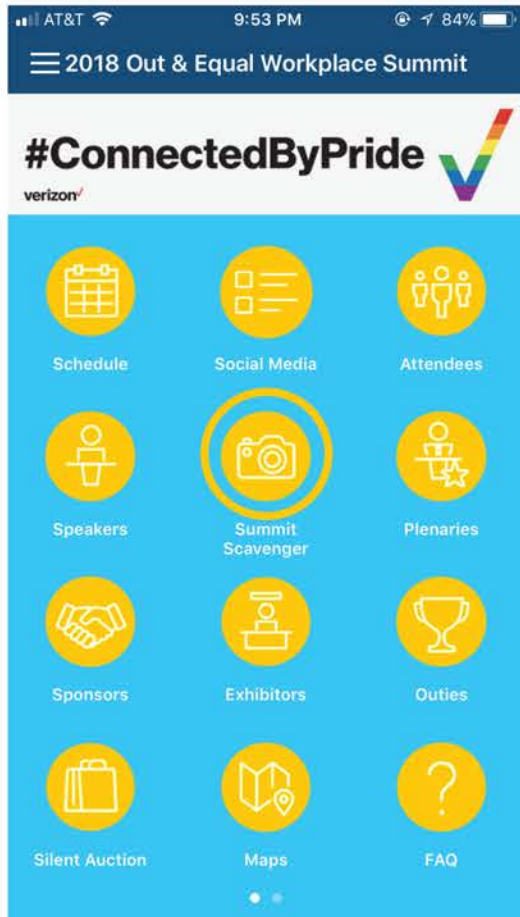 AT&T 9:53 PM 84%
2018 Out & Equal Workplace Summit
#ConnectedByPride
verizon
Schedule Social Media Attendees
Speakers Summit Scavenger Plenaries
Sponsors Exhibitors Outies
Silent Auction Maps FAQ